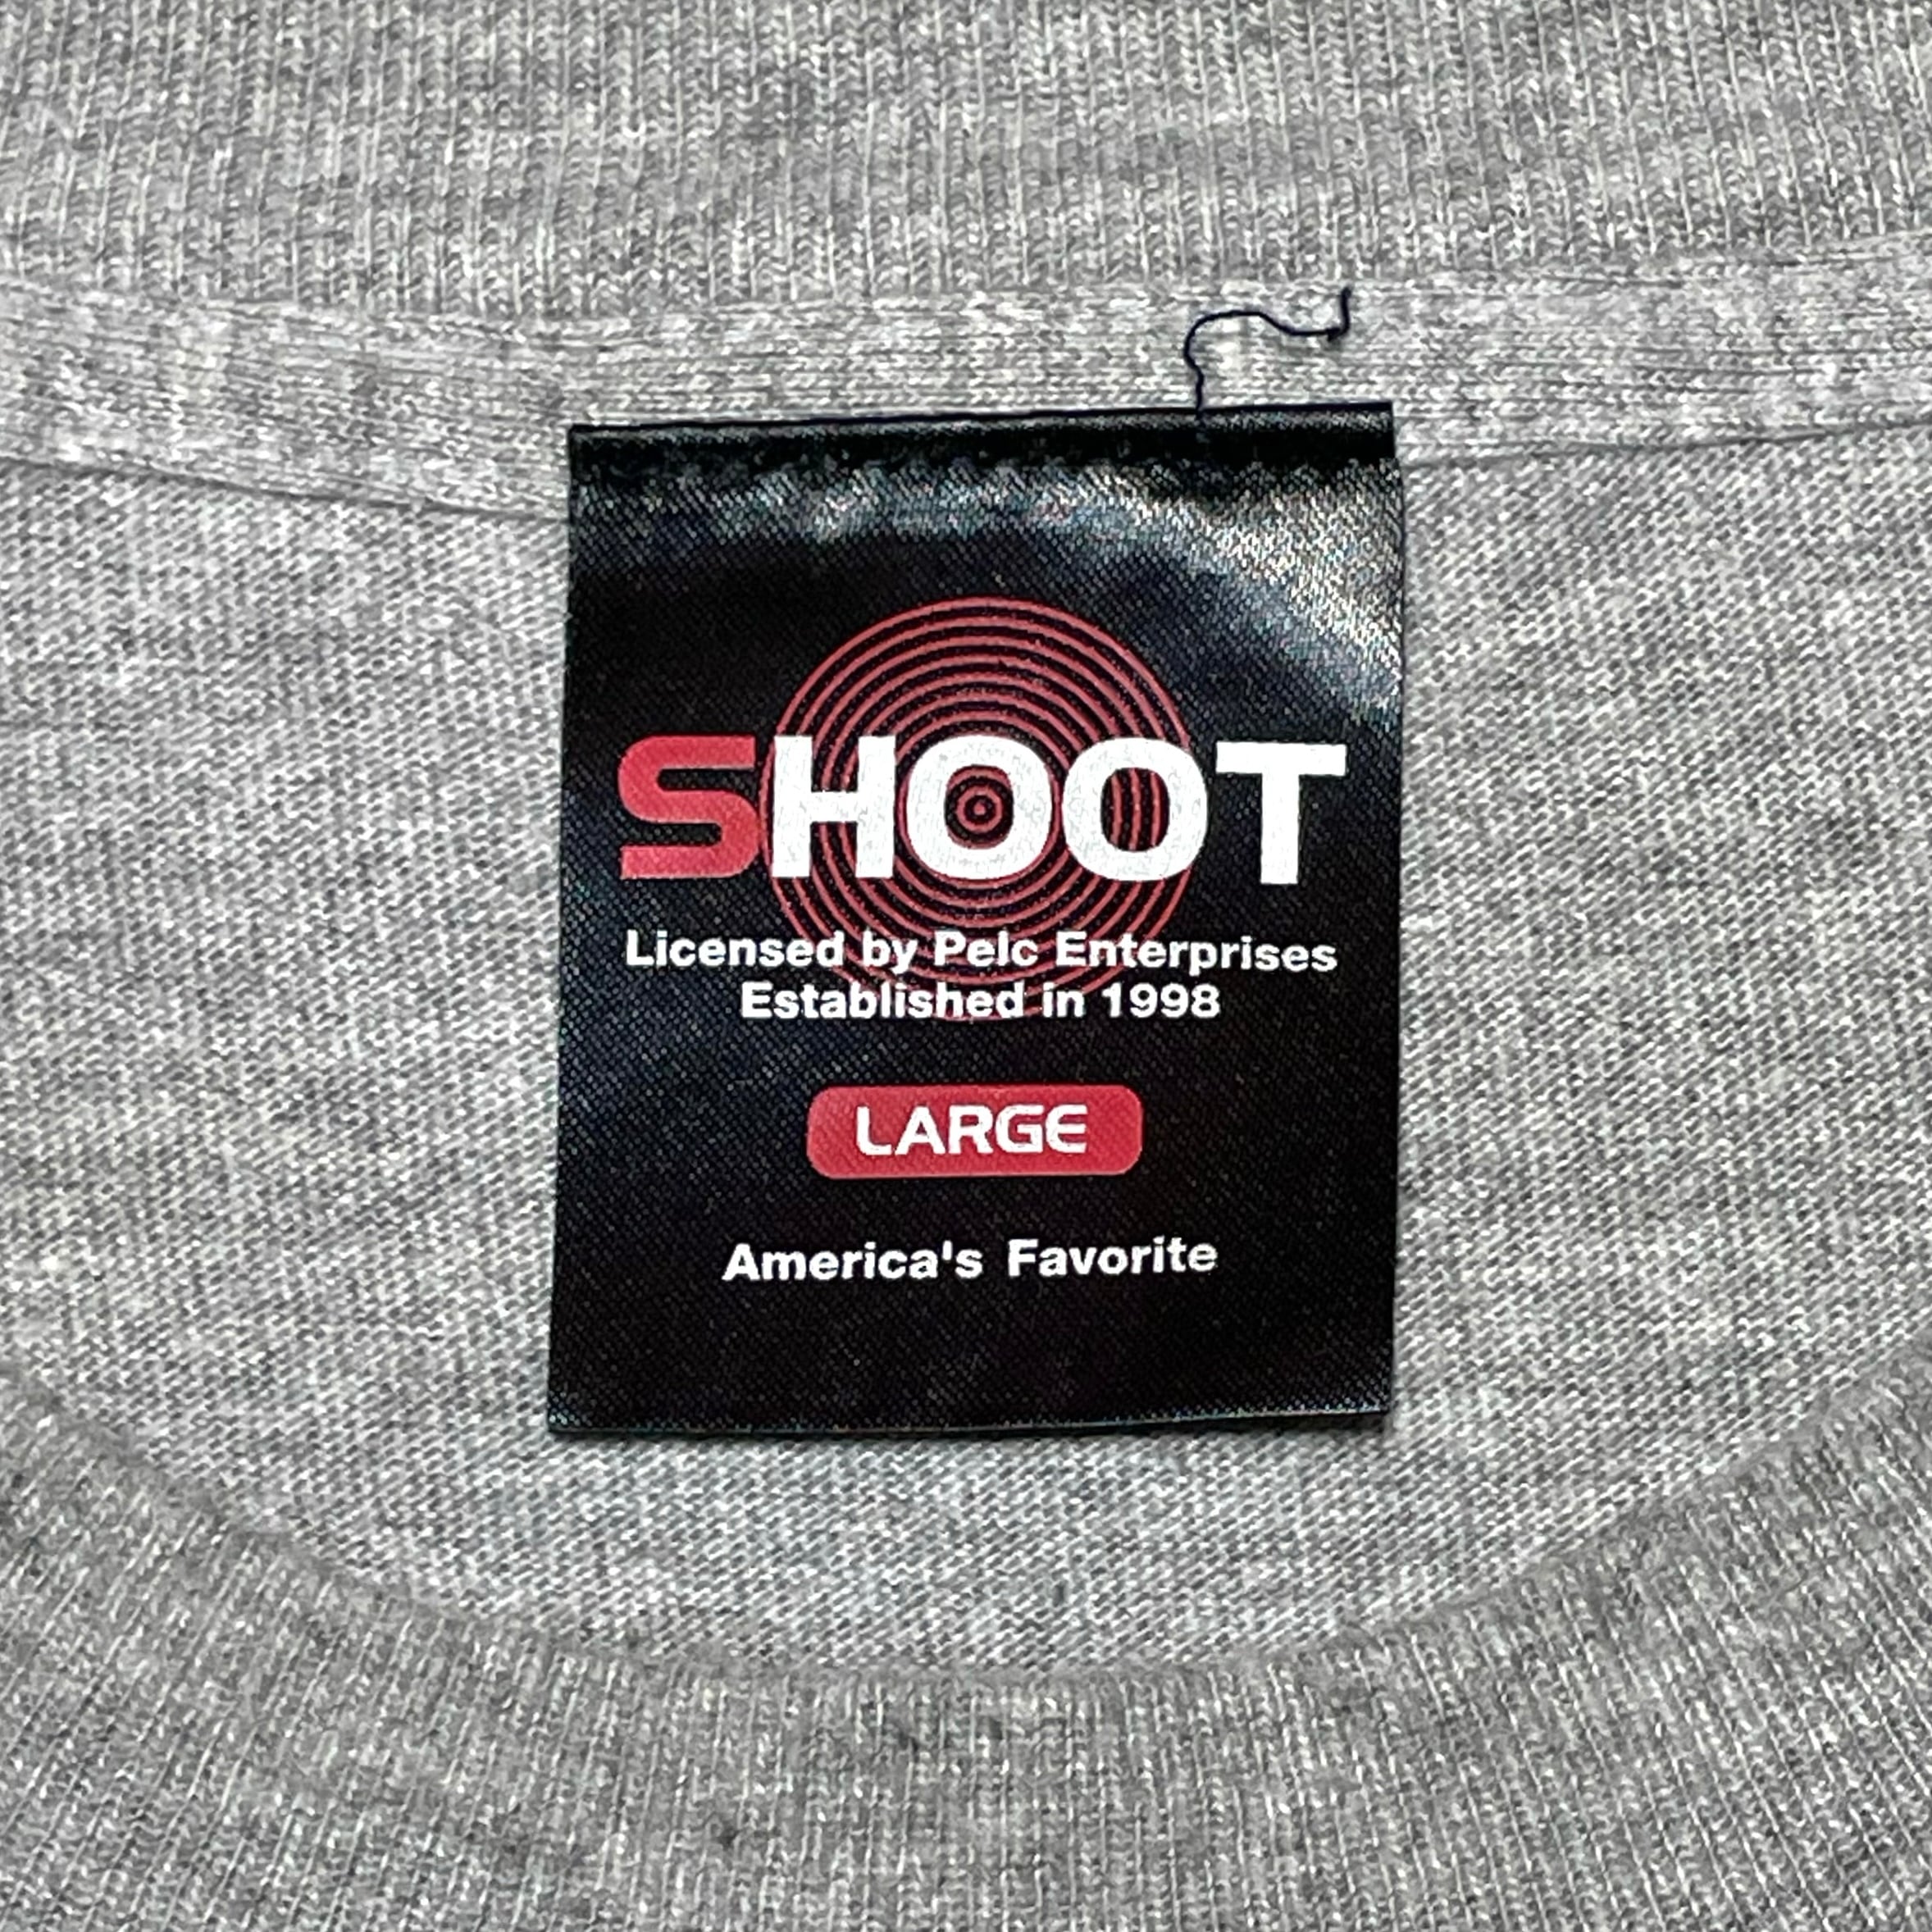 SHOOT
Licensed by Pelc Enterprises
Established in 1998
LARGE
America's Favorite